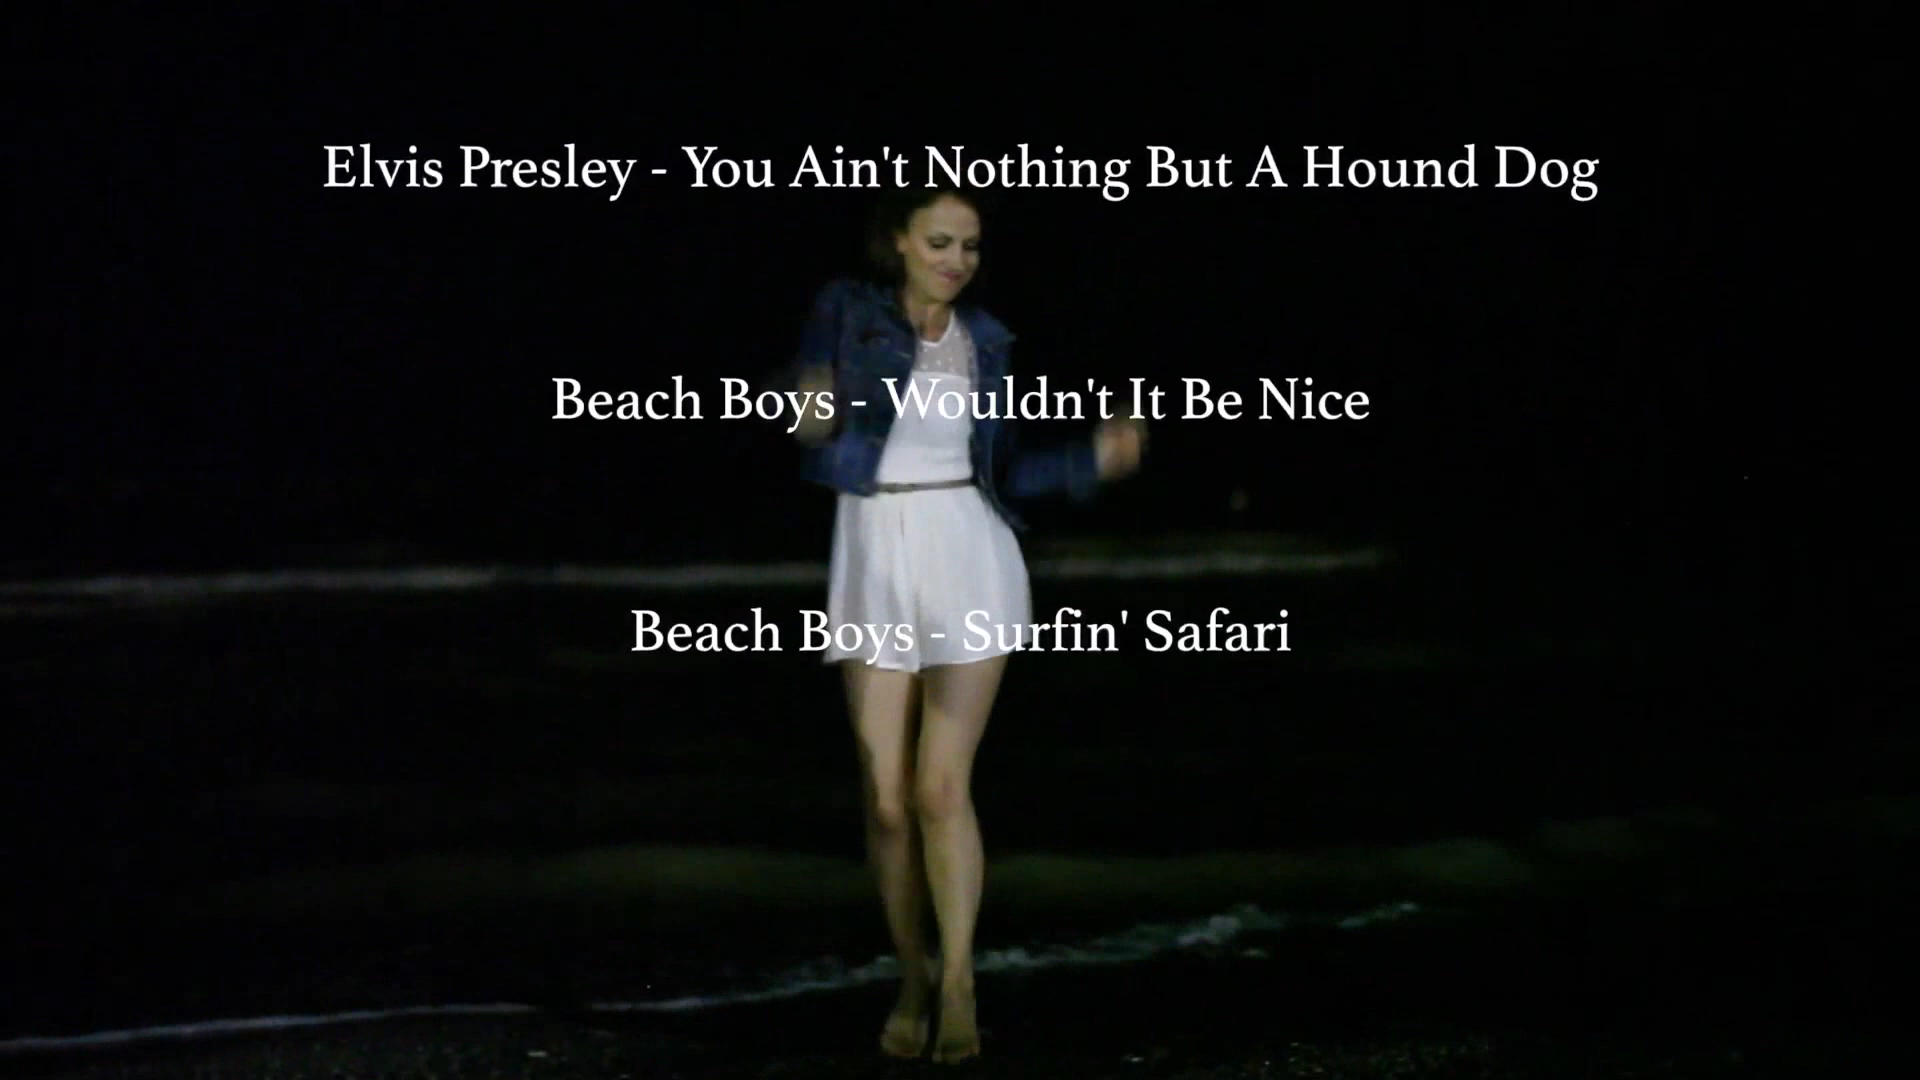 Elvis Presley - You Ain't Nothing But A Hound Dog
Beach Boys - Wouldn't It Be Nice
Beach Boys - Surfin' Safari